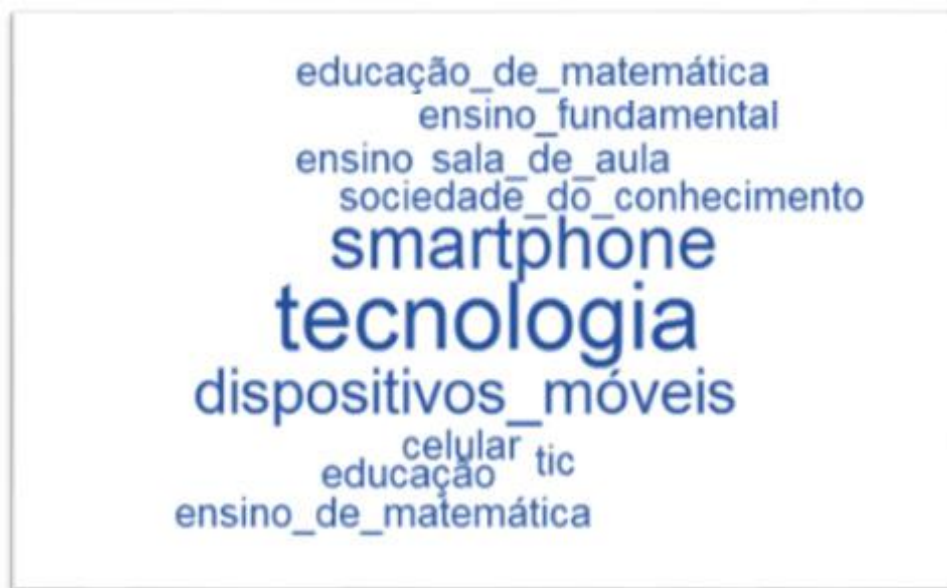 educação_de_matemática
ensino_fundamental
ensino sala_de_aula
sociedade_do_conhecimento
smartphone
tecnologia
dispositivos_móveis
celular tic
educação
ensino_de_matemática